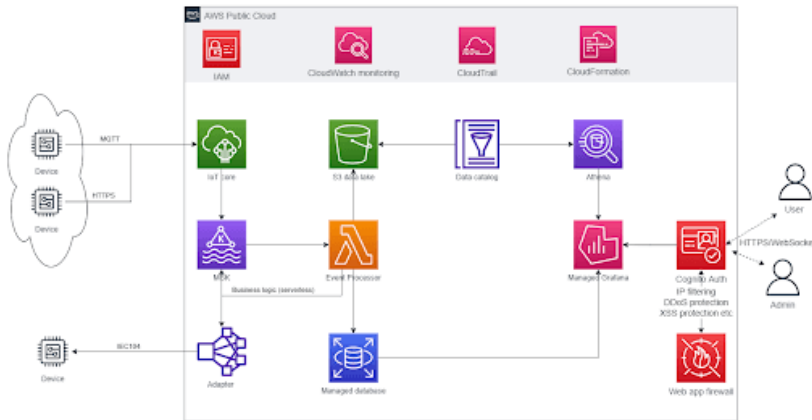 AWS Public Cloud
IAM
CloudWatch monitoring
CloudTrail
CloudFormation
MQTT
Device
HTTPS
Device
IoT core
S3 data lake
Data catalog
Athena
User
HTTPS/WebSocket
MSK
Event Processor
Managed Grafana
Cognito Auth
IP filtering
DDoS protection
XSS protection etc
Admin
Business logic (serverless)
IEC104
Device
Adapter
Managed database
Web app firewall